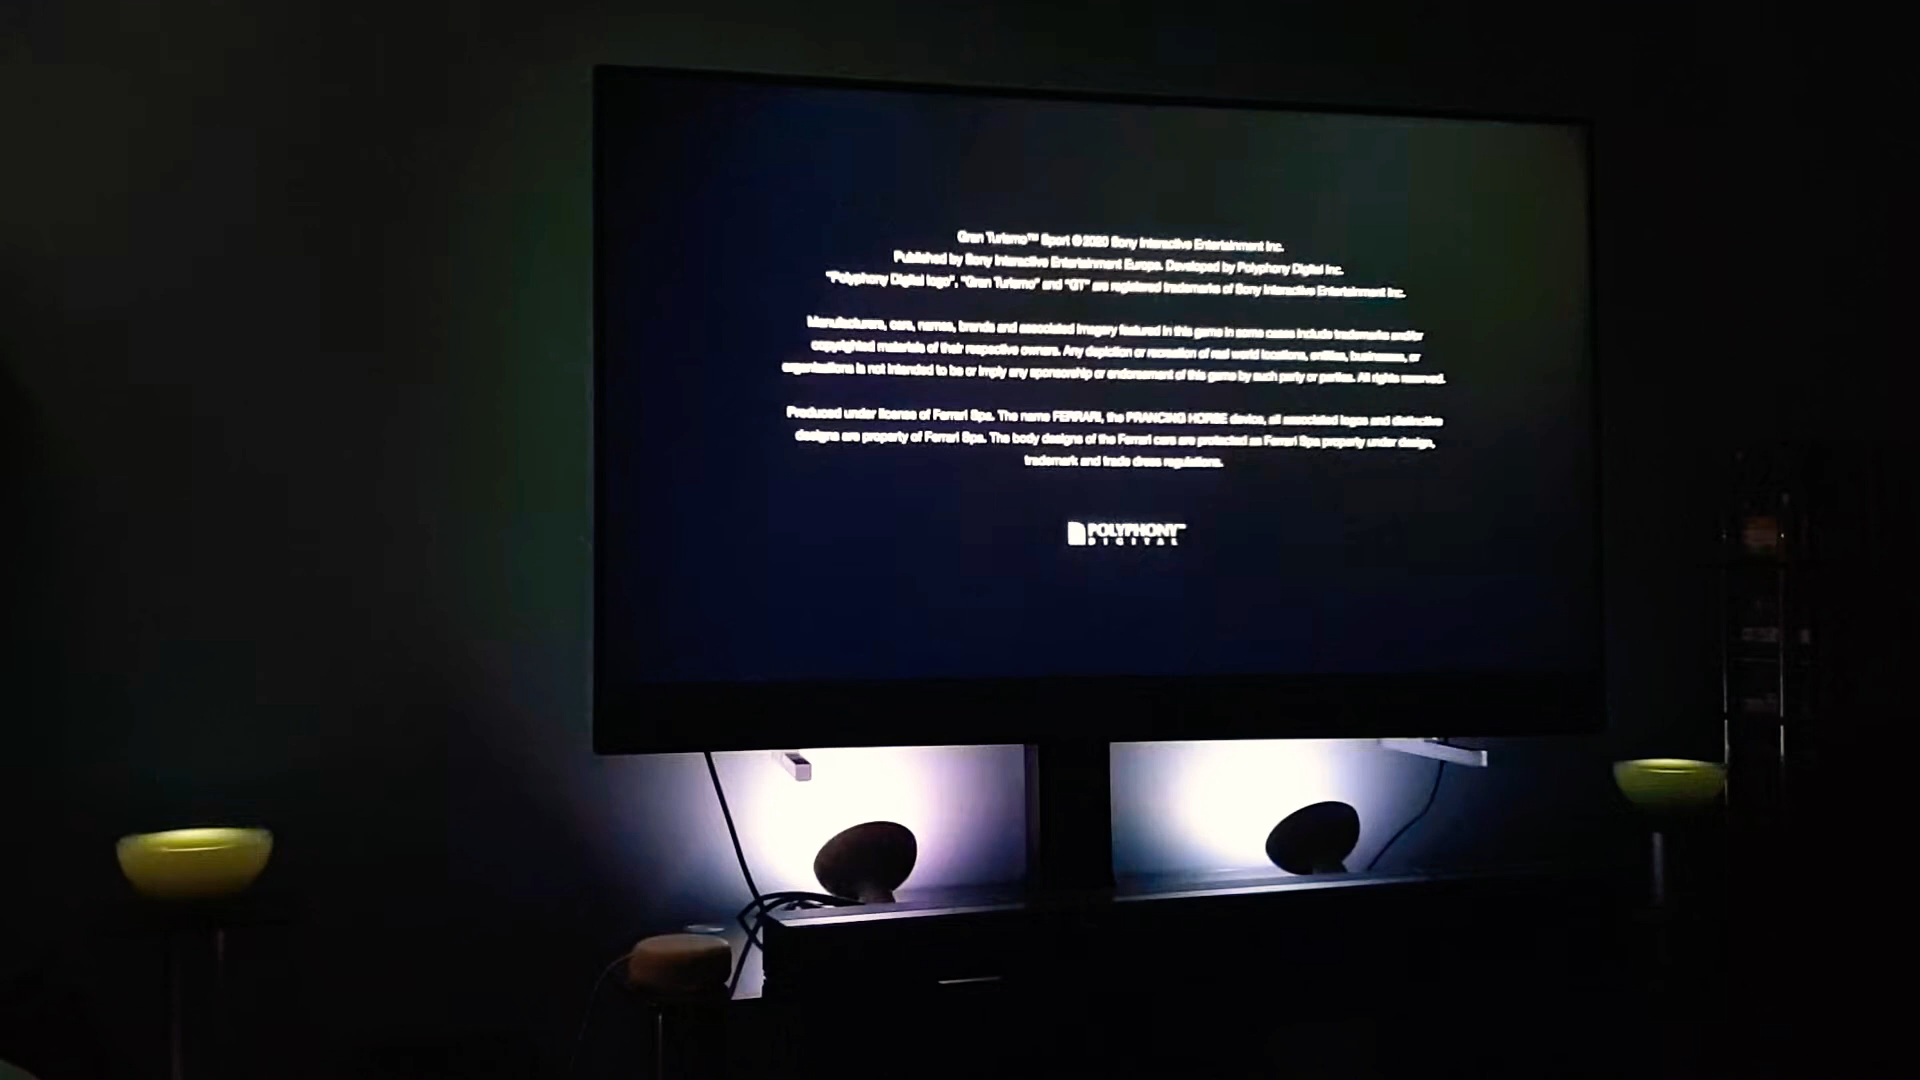 Gran Turismo™ Sport © 2020 Sony Interactive Entertainment Inc.
Published by Sony Interactive Entertainment Europe. Developed by Polyphony Digital Inc.
"Polyphony Digital logo", "Gran Turismo" and "GT" are registered trademarks of Sony Interactive Entertainment Inc.
Manufacturers, cars, names, brands and associated imagery featured in this game in some cases include trademarks and/or
copyrighted materials of their respective owners. Any depiction or recreation of real world locations, entities, businesses, or
organizations is not intended to be or imply any sponsorship or endorsement of this game by such party or parties. All rights reserved.
Produced under license of Ferrari Spa. The name FERRARI, the PRANCING HORSE device, all associated logos and distinctive
designs are property of Ferrari Spa. The body designs of the Ferrari cars are protected as Ferrari Spa property under design,
trademark and trade dress regulations.
POLYPHONY™
DIGITAL